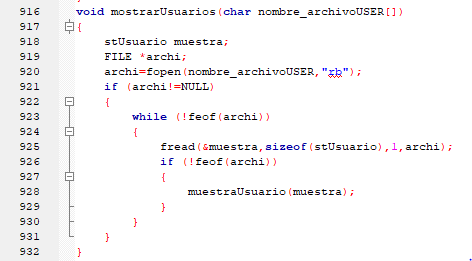 916 void mostrarUsuarios(char nombre_archivoUSER[])
917 {
918 stUsuario muestra;
919 FILE *archi;
920 archi=fopen(nombre_archivoUSER,"rb");
921 if (archi!=NULL)
922 {
923 while (!feof(archi))
924 {
925 fread(&muestra,sizeof(stUsuario),1,archi);
926 if (!feof(archi))
927 {
928 muestraUsuario(muestra);
929 }
930 }
931 }
932 }